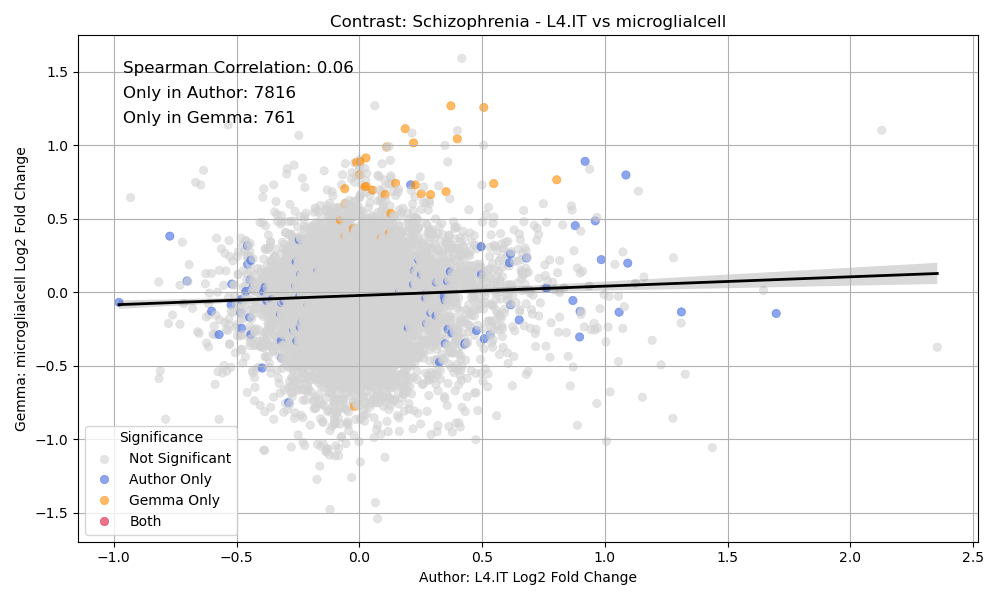 Contrast: Schizophrenia - L4.IT vs microglialcell
Spearman Correlation: 0.06
Only in Author: 7816
Only in Gemma: 761
1.5
1.0
0.5
0.0
−0.5
−1.0
−1.5
Gemma: microglialcell Log2 Fold Change
Significance
Not Significant
Author Only
Gemma Only
Both
−1.0
−0.5
0.0
0.5
1.0
1.5
2.0
2.5
Author: L4.IT Log2 Fold Change